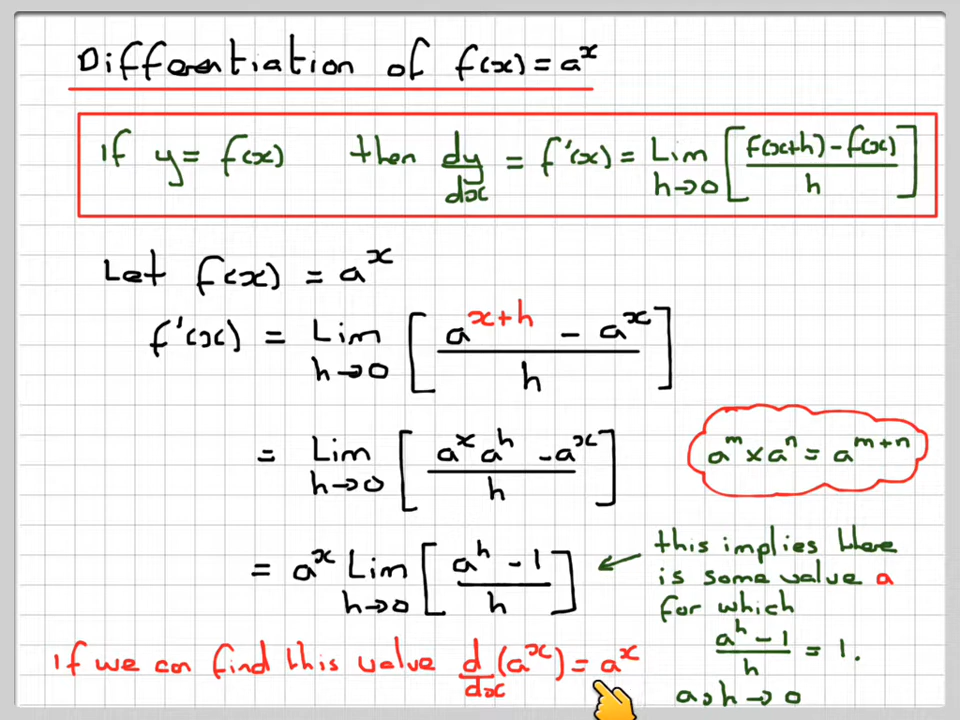 Differentiation of f(x) = a^x
If y = f(x) then dy/dx = f'(x) = Lim h→0 [ (f(x+h) - f(x)) / h ]
Let f(x) = a^x
f'(x) = Lim h→0 [ (a^(x+h) - a^x) / h ]
= Lim h→0 [ (a^x a^h - a^x) / h ]
a^m × a^n = a^(m+n)
= a^x Lim h→0 [ (a^h - 1) / h ]
this implies there
is some value a
for which
(a^h - 1) / h = 1.
as h → 0
If we can find this value d/dx (a^x) = a^x